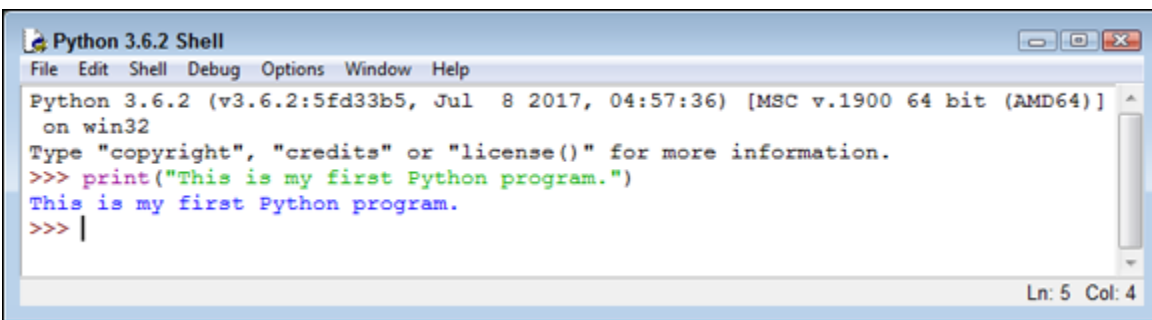 Python 3.6.2 Shell
File Edit Shell Debug Options Window Help
Python 3.6.2 (v3.6.2:5fd33b5, Jul  8 2017, 04:57:36) [MSC v.1900 64 bit (AMD64)]
 on win32
Type "copyright", "credits" or "license()" for more information.
>>> print("This is my first Python program.")
This is my first Python program.
>>>
Ln: 5 Col: 4